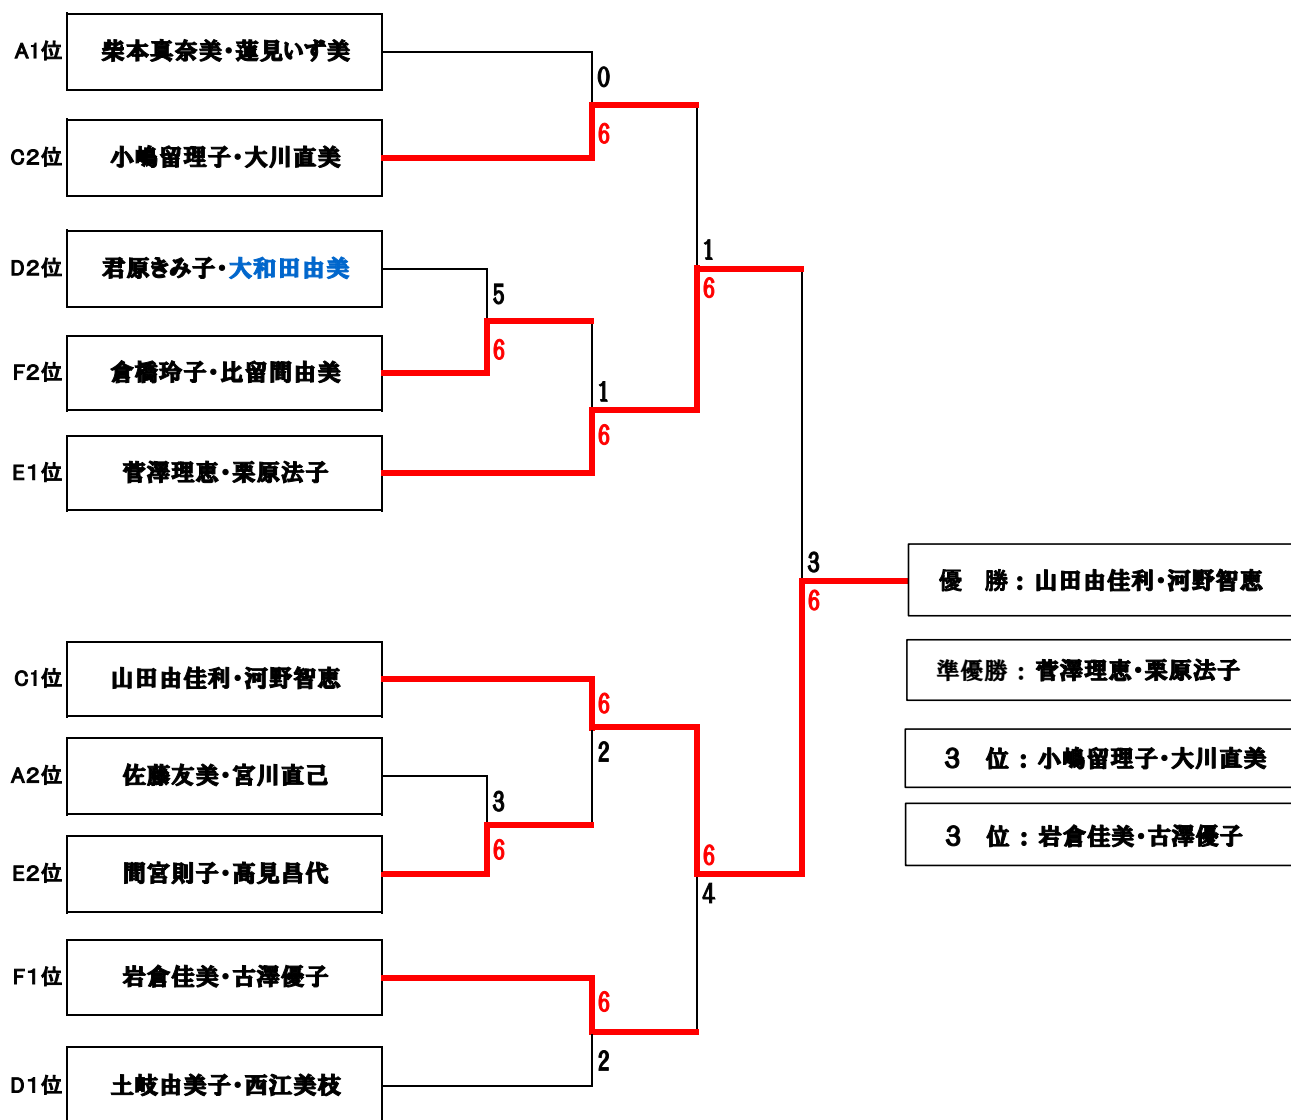 A1位 柴本真奈美・蓮見いず美
0
6
C2位 小嶋留理子・大川直美
1
6
D2位 君原きみ子・大和田由美
5
6
F2位 倉橋玲子・比留間由美
1
6
E1位 菅澤理恵・栗原法子
3
6
優　勝：山田由佳利・河野智恵
準優勝：菅澤理恵・栗原法子
3　位：小嶋留理子・大川直美
3　位：岩倉佳美・古澤優子
C1位 山田由佳利・河野智恵
6
2
A2位 佐藤友美・宮川直己
3
6
E2位 間宮則子・高見昌代
6
4
F1位 岩倉佳美・古澤優子
6
2
D1位 土岐由美子・西江美枝